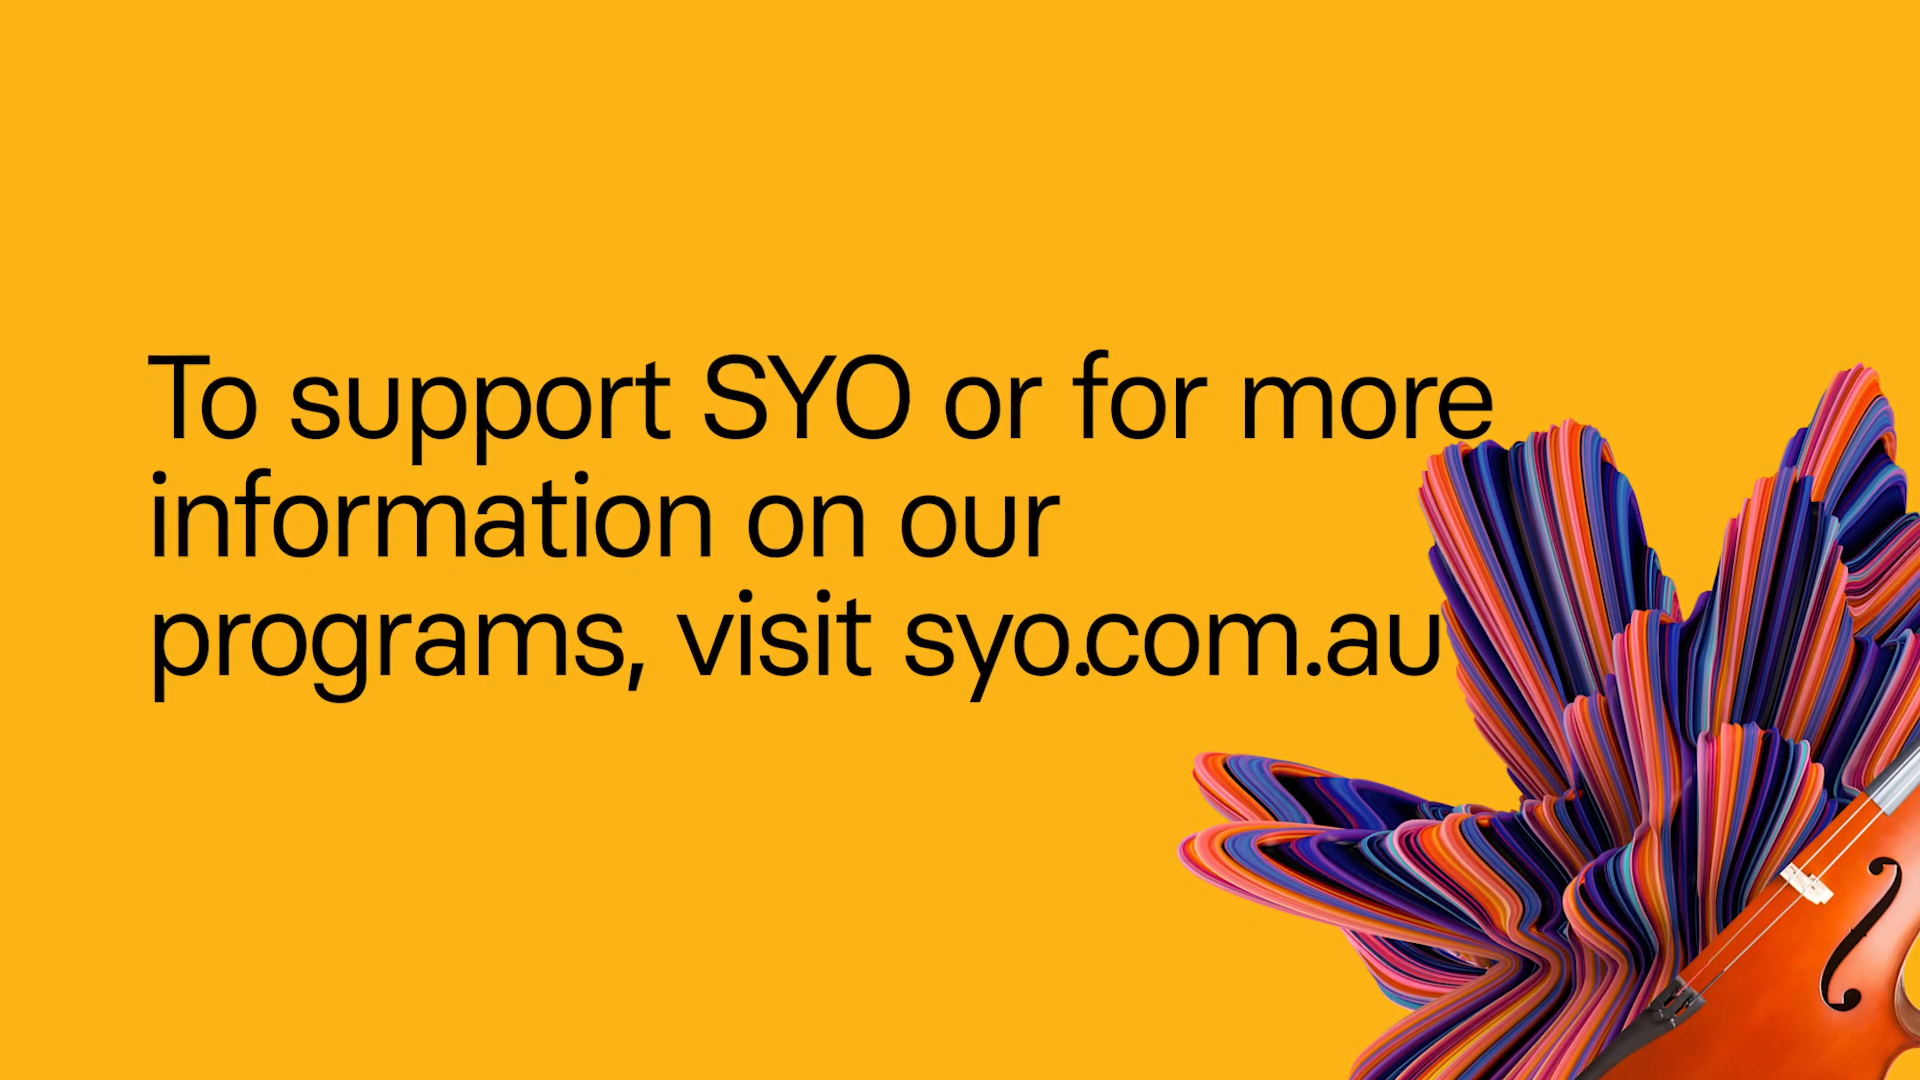 To support SYO or for more
information on our
programs, visit syo.com.au